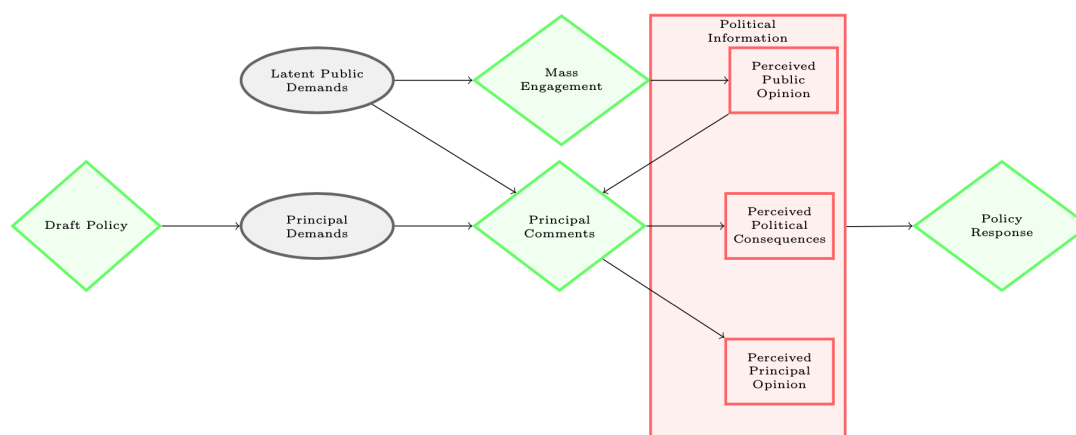 Political
Information
Latent Public
Demands
Mass
Engagement
Perceived
Public
Opinion
Draft Policy
Principal
Demands
Principal
Comments
Perceived
Political
Consequences
Policy
Response
Perceived
Principal
Opinion